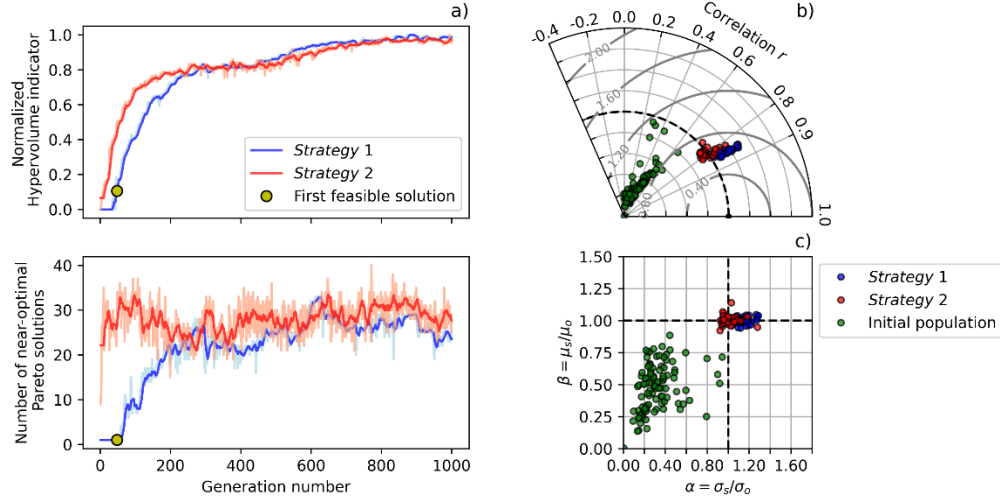 a)
Normalized
Hypervolume indicator
1.0
0.8
0.6
0.4
0.2
0.0
Strategy 1
Strategy 2
First feasible solution
Number of near-optimal
Pareto solutions
40
30
20
10
0
0
200
400
600
800
1000
Generation number
b)
Correlation r
-0.4
-0.2
0.0
0.2
0.4
0.6
0.8
0.9
1.0
2.00
1.60
1.20
0.80
0.40
c)
1.50
1.25
1.00
0.75
0.50
0.25
0.00
β = μs/μo
0.00
0.40
0.80
1.20
1.60
α = σs/σo
Strategy 1
Strategy 2
Initial population